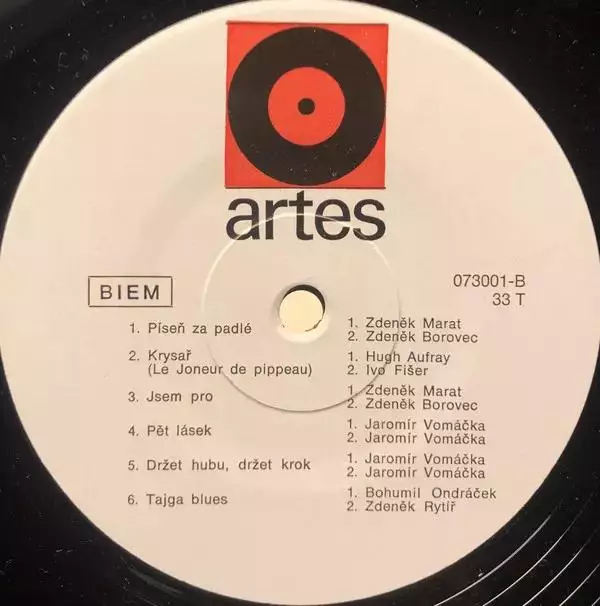 artes
BIEM
073001-B
33 T
1. Píseň za padlé
1. Zdeněk Marat
2. Zdeněk Borovec
2. Krysař
(Le Joneur de pippeau)
1. Hugh Aufray
2. Ivo Fišer
3. Jsem pro
1. Zdeněk Marat
2. Zdeněk Borovec
4. Pět lásek
1. Jaromír Vomáčka
2. Jaromír Vomáčka
5. Držet hubu, držet krok
1. Jaromír Vomáčka
2. Jaromír Vomáčka
6. Tajga blues
1. Bohumil Ondráček
2. Zdeněk Rytíř